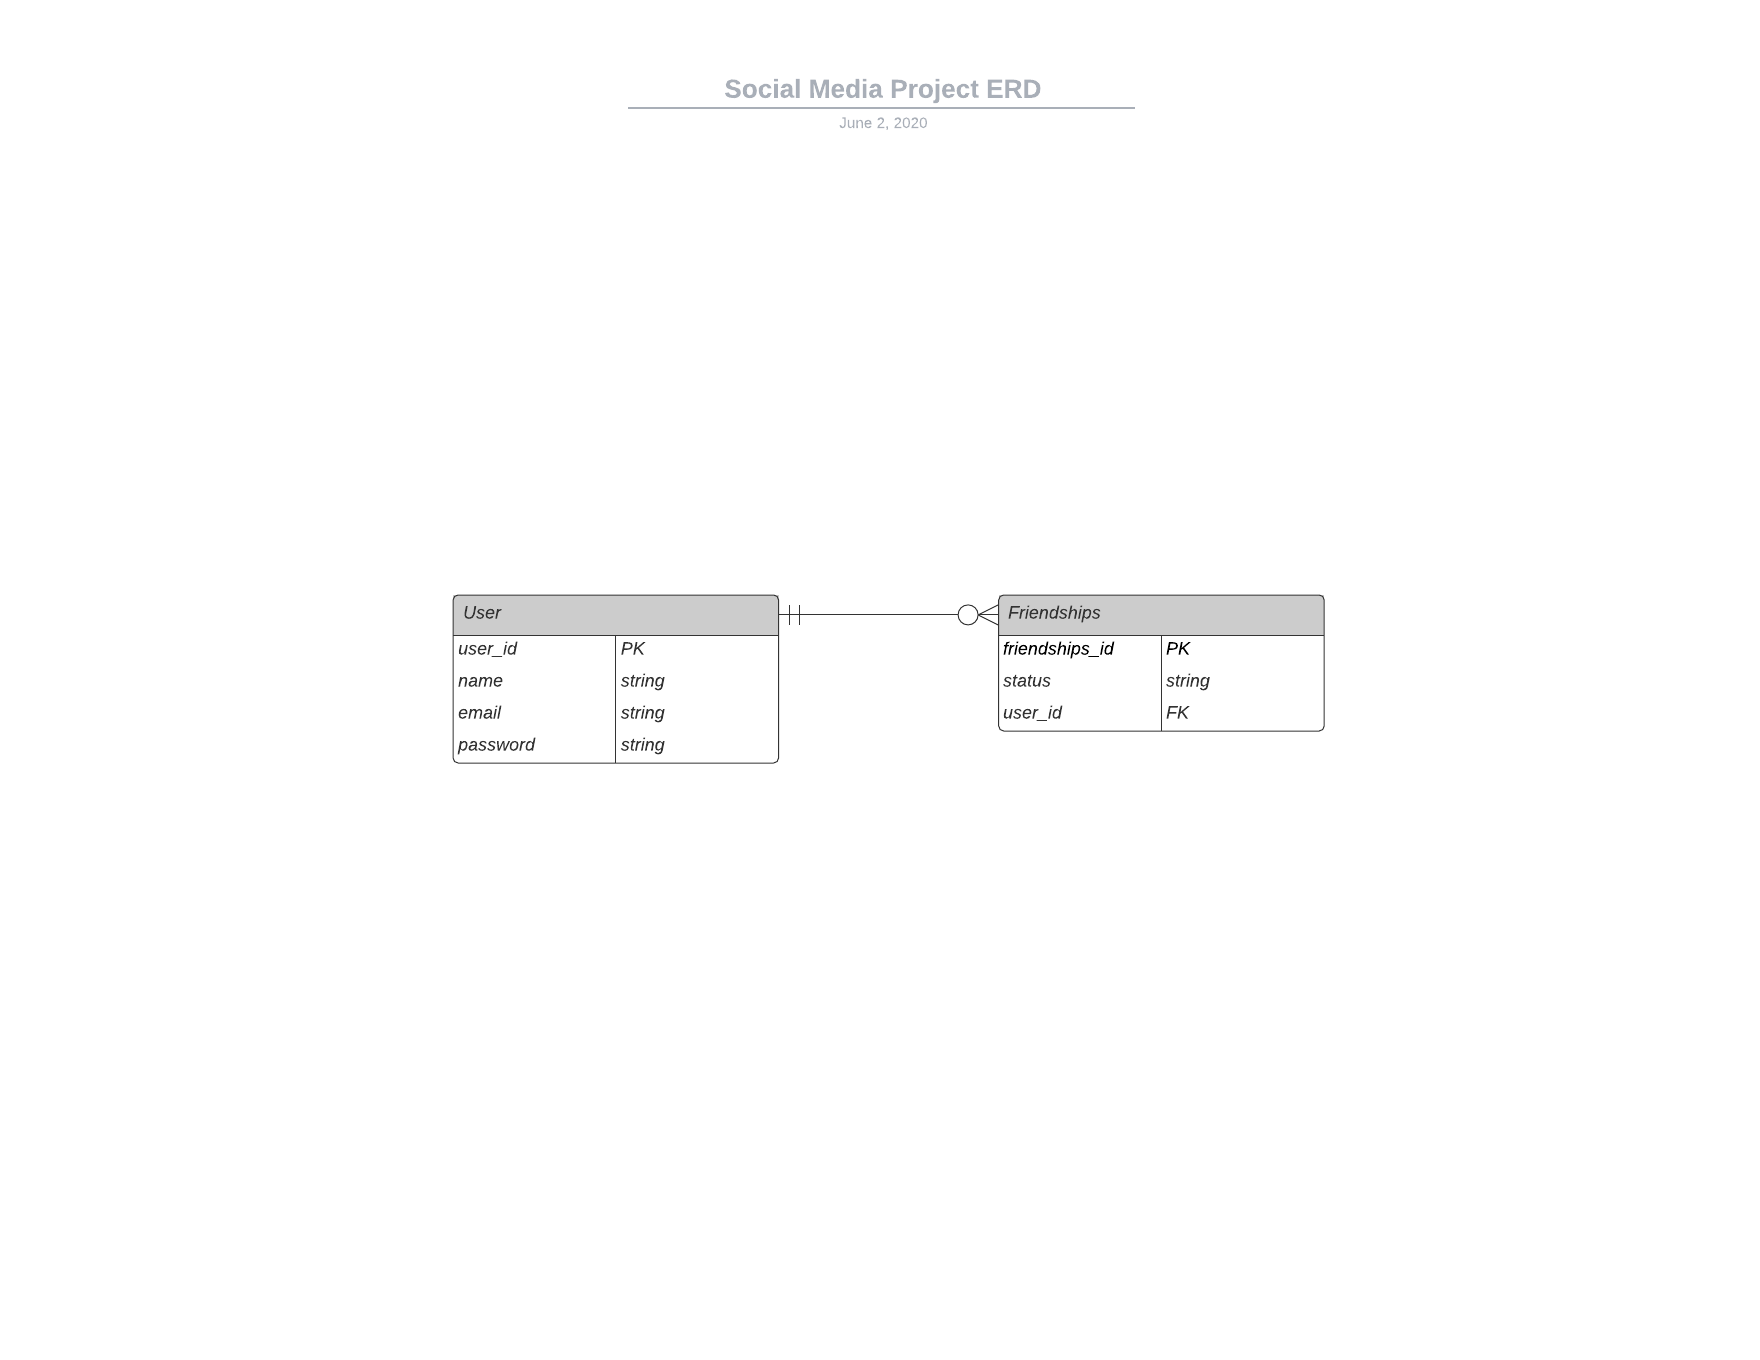 Social Media Project ERD
June 2, 2020
User
user_id PK
name string
email string
password string
Friendships
friendships_id PK
status string
user_id FK